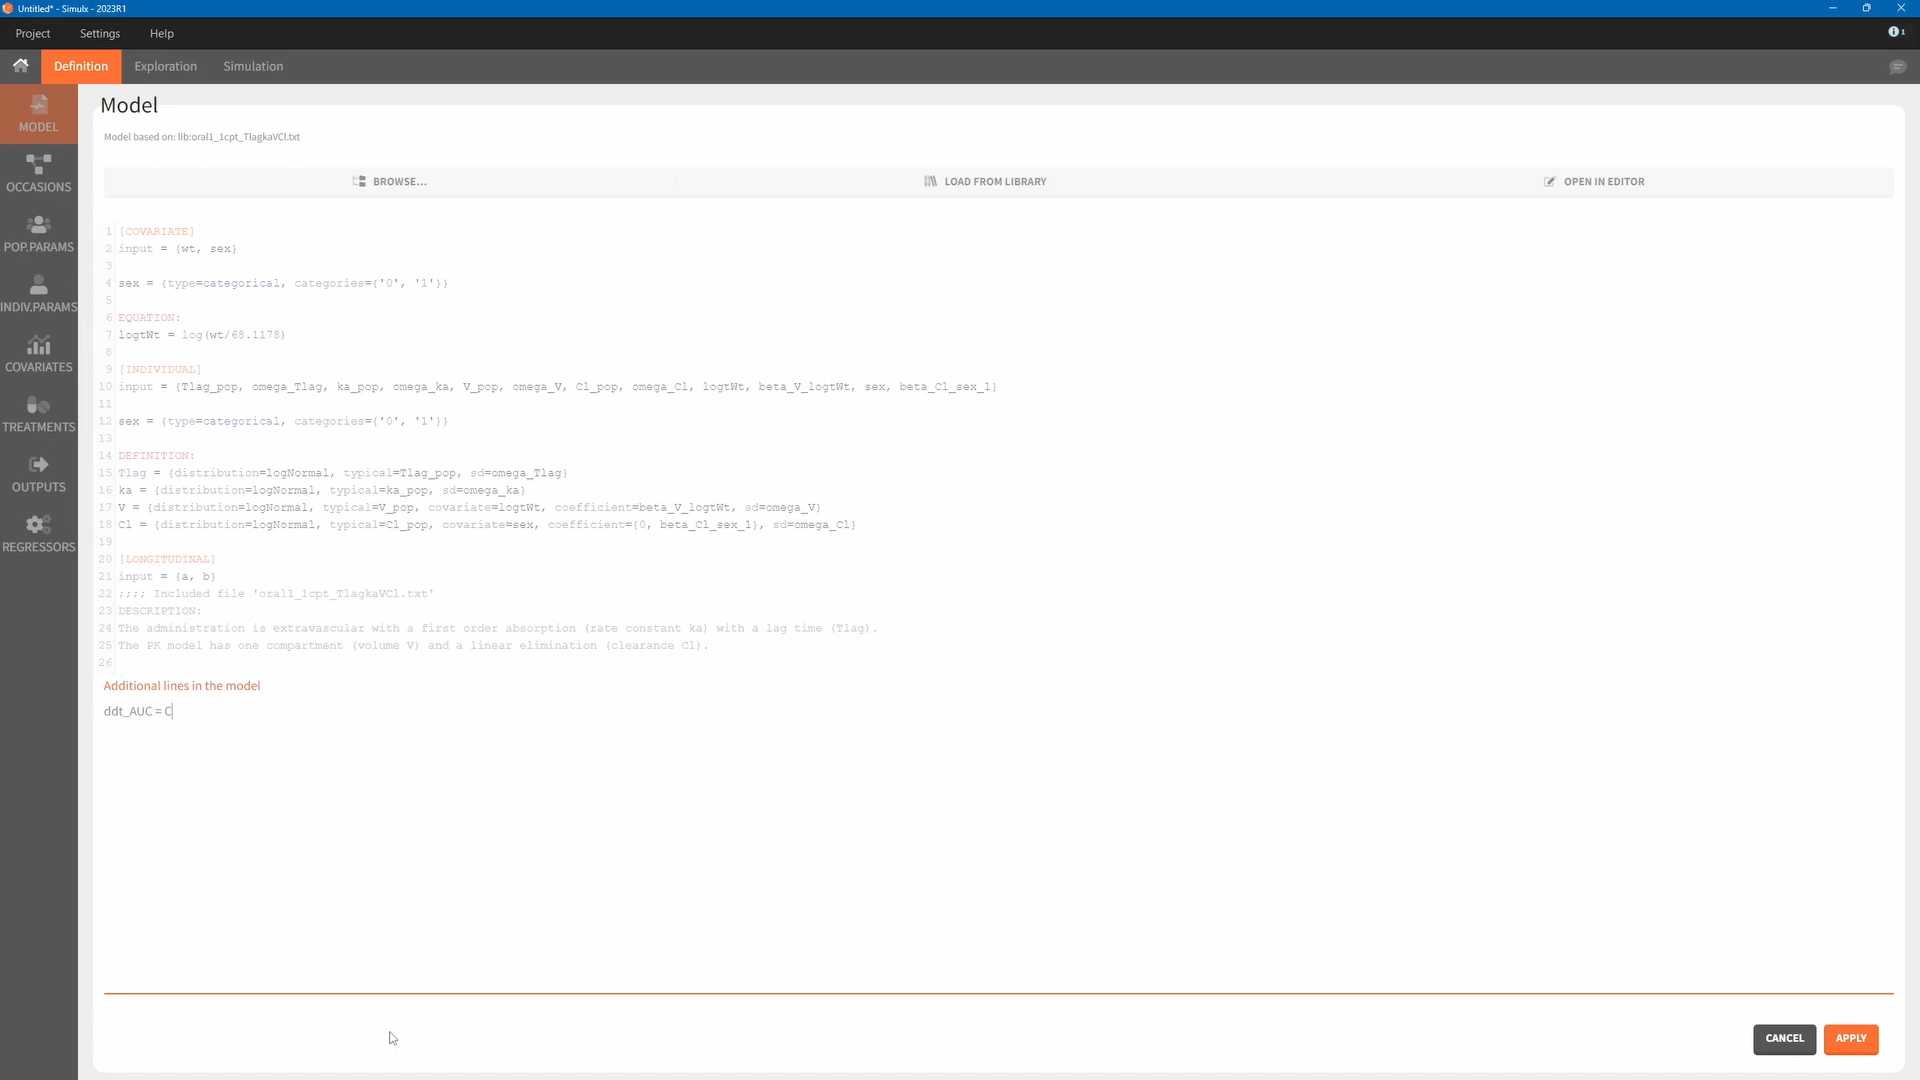 Untitled* - Simulx - 2023R1
Project Settings Help
1
Definition Exploration Simulation
MODEL
OCCASIONS
POP.PARAMS
INDIV.PARAMS
COVARIATES
TREATMENTS
OUTPUTS
REGRESSORS
Model
Model based on: lib:oral1_1cpt_TlagkaVCl.txt
BROWSE... LOAD FROM LIBRARY OPEN IN EDITOR
1 [COVARIATE]
2 input = {wt, sex}
3
4 sex = {type=categorical, categories={'0', '1'}}
5
6 EQUATION:
7 logtWt = log(wt/68.1178)
8
9 [INDIVIDUAL]
10 input = {Tlag_pop, omega_Tlag, ka_pop, omega_ka, V_pop, omega_V, Cl_pop, omega_Cl, logtWt, beta_V_logtWt, sex, beta_Cl_sex_1}
11
12 sex = {type=categorical, categories={'0', '1'}}
13
14 DEFINITION:
15 Tlag = {distribution=logNormal, typical=Tlag_pop, sd=omega_Tlag}
16 ka = {distribution=logNormal, typical=ka_pop, sd=omega_ka}
17 V = {distribution=logNormal, typical=V_pop, covariate=logtWt, coefficient=beta_V_logtWt, sd=omega_V}
18 Cl = {distribution=logNormal, typical=Cl_pop, covariate=sex, coefficient={0, beta_Cl_sex_1}, sd=omega_Cl}
19
20 [LONGITUDINAL]
21 input = {a, b}
22 ;;;; Included file 'oral1_1cpt_TlagkaVCl.txt'
23 DESCRIPTION:
24 The administration is extravascular with a first order absorption (rate constant ka) with a lag time (Tlag).
25 The PK model has one compartment (volume V) and a linear elimination (clearance Cl).
26
Additional lines in the model
ddt_AUC = C
CANCEL APPLY